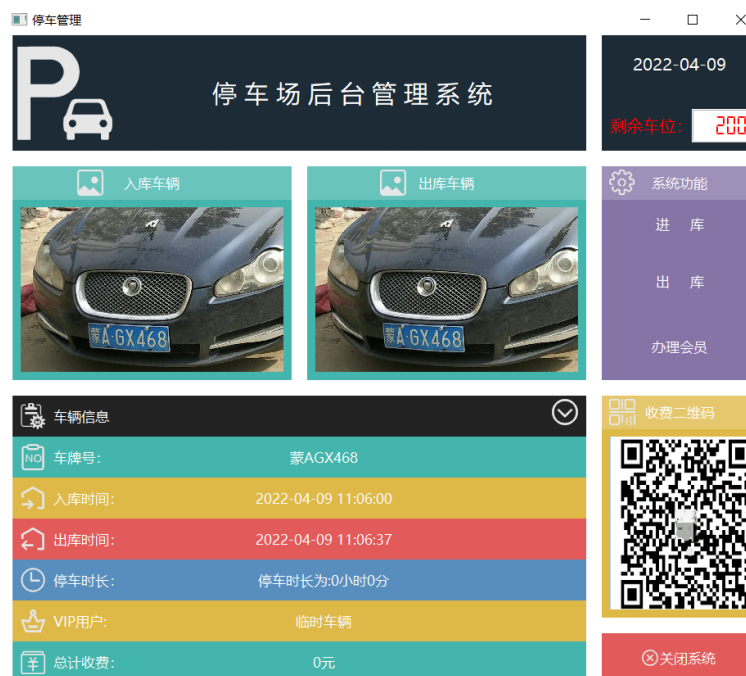 停车管理
停车场后台管理系统
2022-04-09
剩余车位: 200
入库车辆
出库车辆
系统功能
蒙A·GX468
蒙A·GX468
进 库
出 库
办理会员
车辆信息
收费二维码
NO 车牌号: 蒙AGX468
入库时间: 2022-04-09 11:06:00
出库时间: 2022-04-09 11:06:37
停车时长: 停车时长为:0小时0分
VIP用户: 临时车辆
¥ 总计收费: 0元
关闭系统